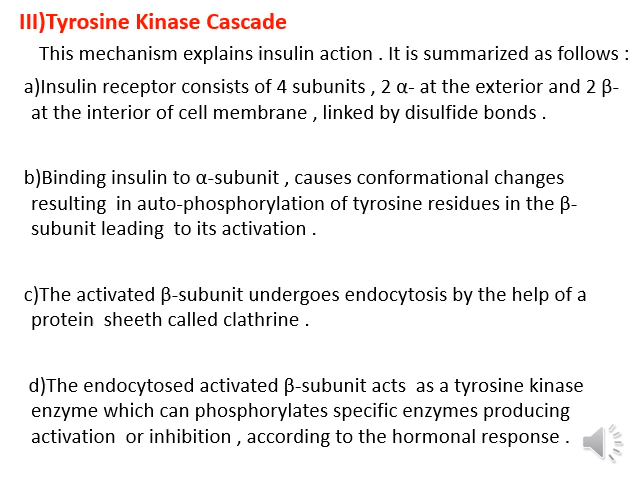 III)Tyrosine Kinase Cascade
This mechanism explains insulin action . It is summarized as follows :
a)Insulin receptor consists of 4 subunits , 2 α- at the exterior and 2 β-
at the interior of cell membrane , linked by disulfide bonds .
b)Binding insulin to α-subunit , causes conformational changes
resulting in auto-phosphorylation of tyrosine residues in the β-
subunit leading to its activation .
c)The activated β-subunit undergoes endocytosis by the help of a
protein sheeth called clathrine .
d)The endocytosed activated β-subunit acts as a tyrosine kinase
enzyme which can phosphorylates specific enzymes producing
activation or inhibition , according to the hormonal response .